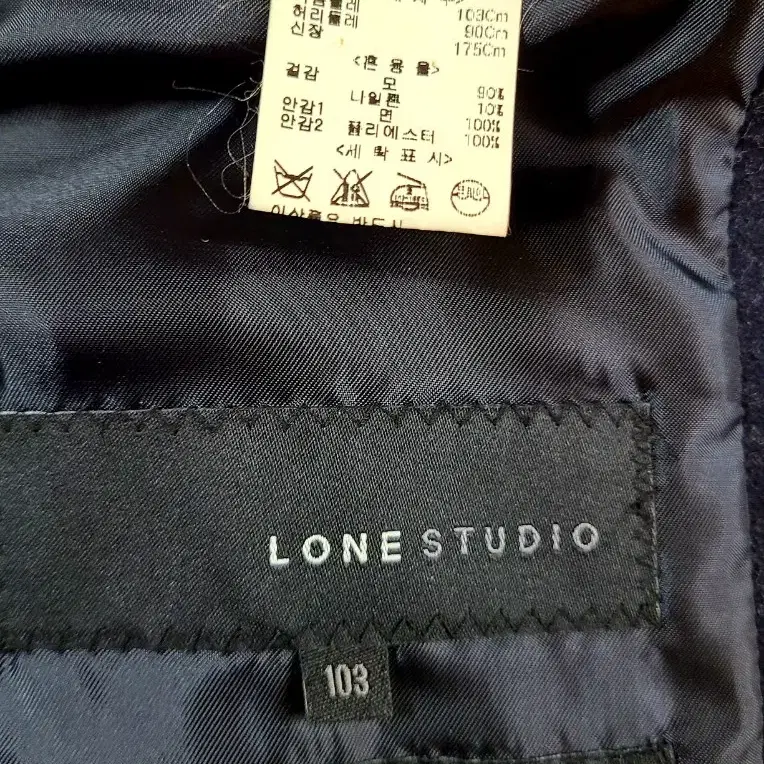 103Cm
허리둘레 90Cm
신장 175Cm
<혼 용 율>
겉감 모 90%
나일론 10%
안감1 면 100%
안감2 폴리에스터 100%
<세 탁 표 시>
LONE STUDIO
103